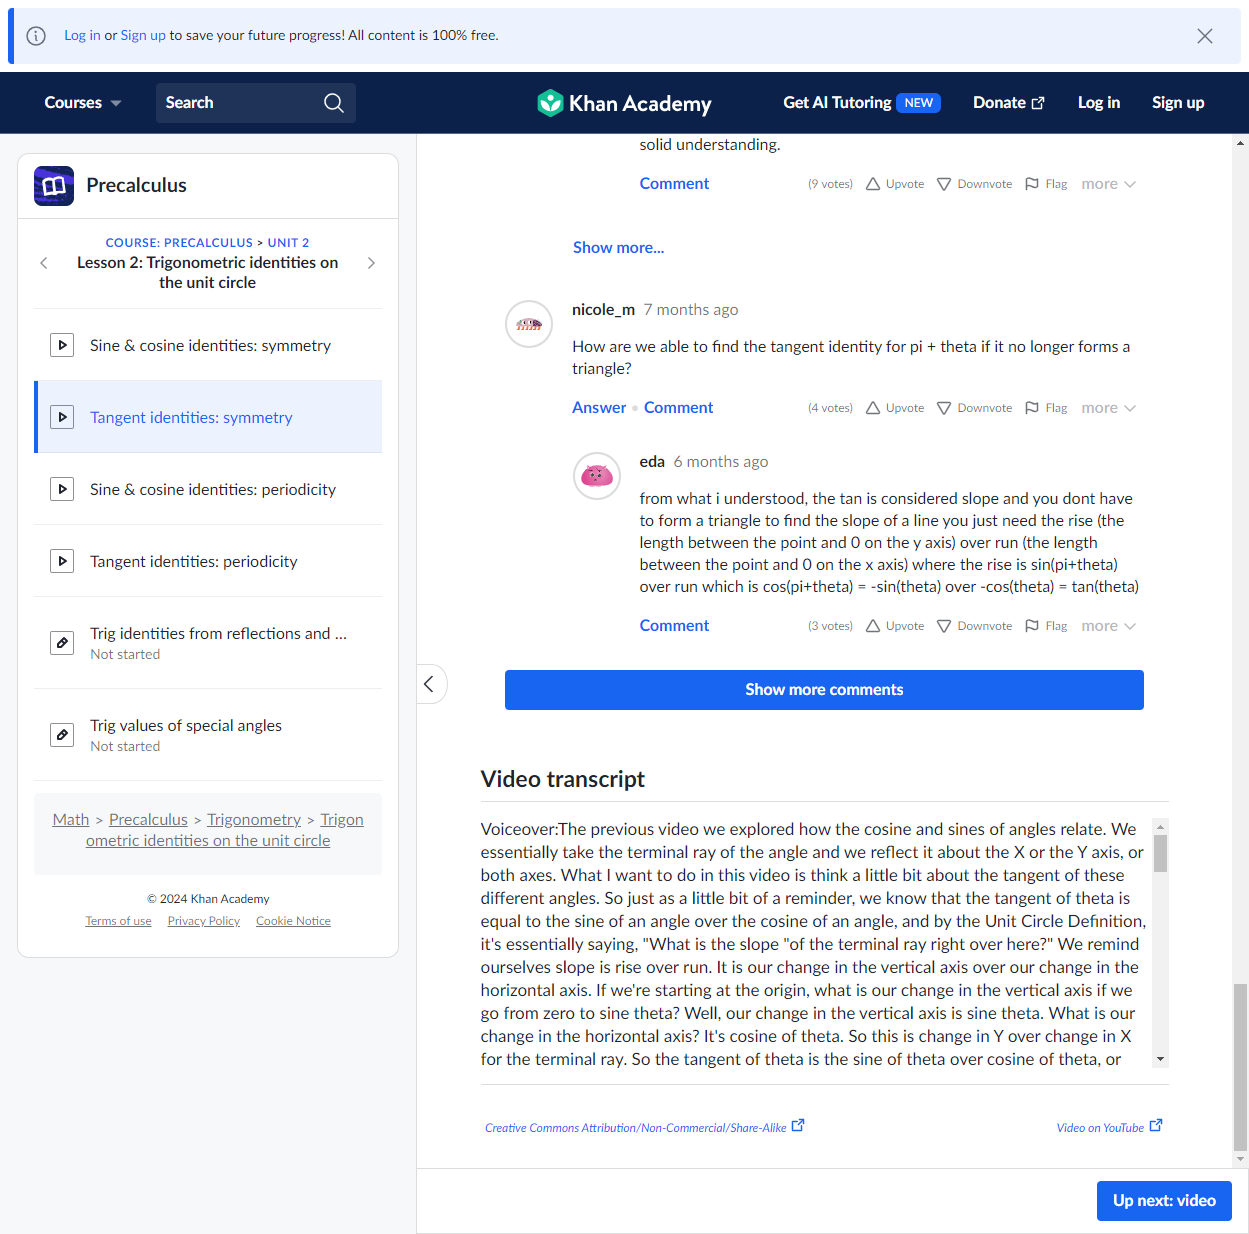 Log in or Sign up to save your future progress! All content is 100% free.
Courses
Search
Khan Academy
Get AI Tutoring NEW
Donate
Log in
Sign up
Precalculus
COURSE: PRECALCULUS > UNIT 2
Lesson 2: Trigonometric identities on
the unit circle
Sine & cosine identities: symmetry
Tangent identities: symmetry
Sine & cosine identities: periodicity
Tangent identities: periodicity
Trig identities from reflections and ...
Not started
Trig values of special angles
Not started
Math > Precalculus > Trigonometry > Trigon
ometric identities on the unit circle
© 2024 Khan Academy
Terms of use Privacy Policy Cookie Notice
solid understanding.
Comment (9 votes) Upvote Downvote Flag more
Show more...
nicole_m 7 months ago
How are we able to find the tangent identity for pi + theta if it no longer forms a
triangle?
Answer • Comment (4 votes) Upvote Downvote Flag more
eda 6 months ago
from what i understood, the tan is considered slope and you dont have
to form a triangle to find the slope of a line you just need the rise (the
length between the point and 0 on the y axis) over run (the length
between the point and 0 on the x axis) where the rise is sin(pi+theta)
over run which is cos(pi+theta) = -sin(theta) over -cos(theta) = tan(theta)
Comment (3 votes) Upvote Downvote Flag more
Show more comments
Video transcript
Voiceover:The previous video we explored how the cosine and sines of angles relate. We
essentially take the terminal ray of the angle and we reflect it about the X or the Y axis, or
both axes. What I want to do in this video is think a little bit about the tangent of these
different angles. So just as a little bit of a reminder, we know that the tangent of theta is
equal to the sine of an angle over the cosine of an angle, and by the Unit Circle Definition,
it's essentially saying, "What is the slope "of the terminal ray right over here?" We remind
ourselves slope is rise over run. It is our change in the vertical axis over our change in the
horizontal axis. If we're starting at the origin, what is our change in the vertical axis if we
go from zero to sine theta? Well, our change in the vertical axis is sine theta. What is our
change in the horizontal axis? It's cosine of theta. So this is change in Y over change in X
for the terminal ray. So the tangent of theta is the sine of theta over cosine of theta, or
Creative Commons Attribution/Non-Commercial/Share-Alike
Video on YouTube
Up next: video